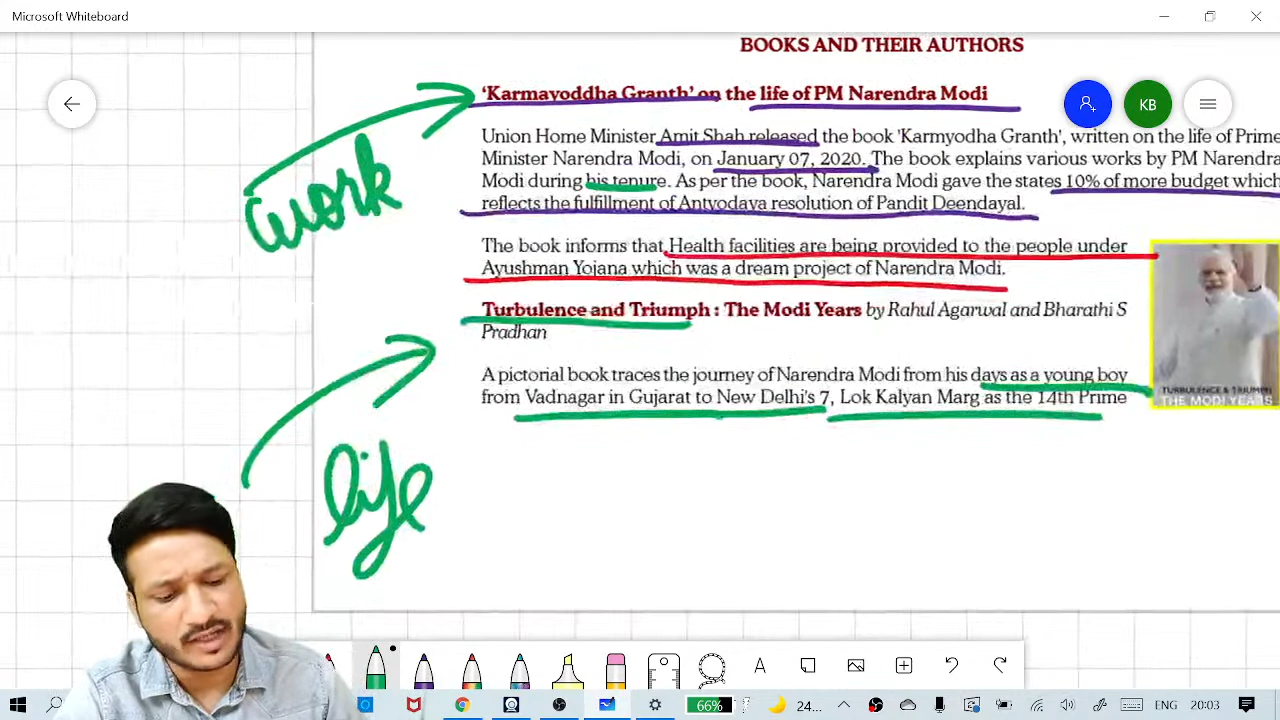 Microsoft Whiteboard
BOOKS AND THEIR AUTHORS
'Karmayoddha Granth' on the life of PM Narendra Modi
KB
Union Home Minister Amit Shah released the book 'Karmyodha Granth', written on the life of Prime
Minister Narendra Modi, on January 07, 2020. The book explains various works by PM Narendra
Modi during his tenure. As per the book, Narendra Modi gave the states 10% of more budget which
reflects the fulfillment of Antyodaya resolution of Pandit Deendayal.
work
The book informs that Health facilities are being provided to the people under
Ayushman Yojana which was a dream project of Narendra Modi.
Turbulence and Triumph : The Modi Years by Rahul Agarwal and Bharathi S
Pradhan
A pictorial book traces the journey of Narendra Modi from his days as a young boy
from Vadnagar in Gujarat to New Delhi's 7, Lok Kalyan Marg as the 14th Prime
TURBULENCE & TRIUMPH
THE MODI YEARS
life
A
66%
24...
ENG
20:03